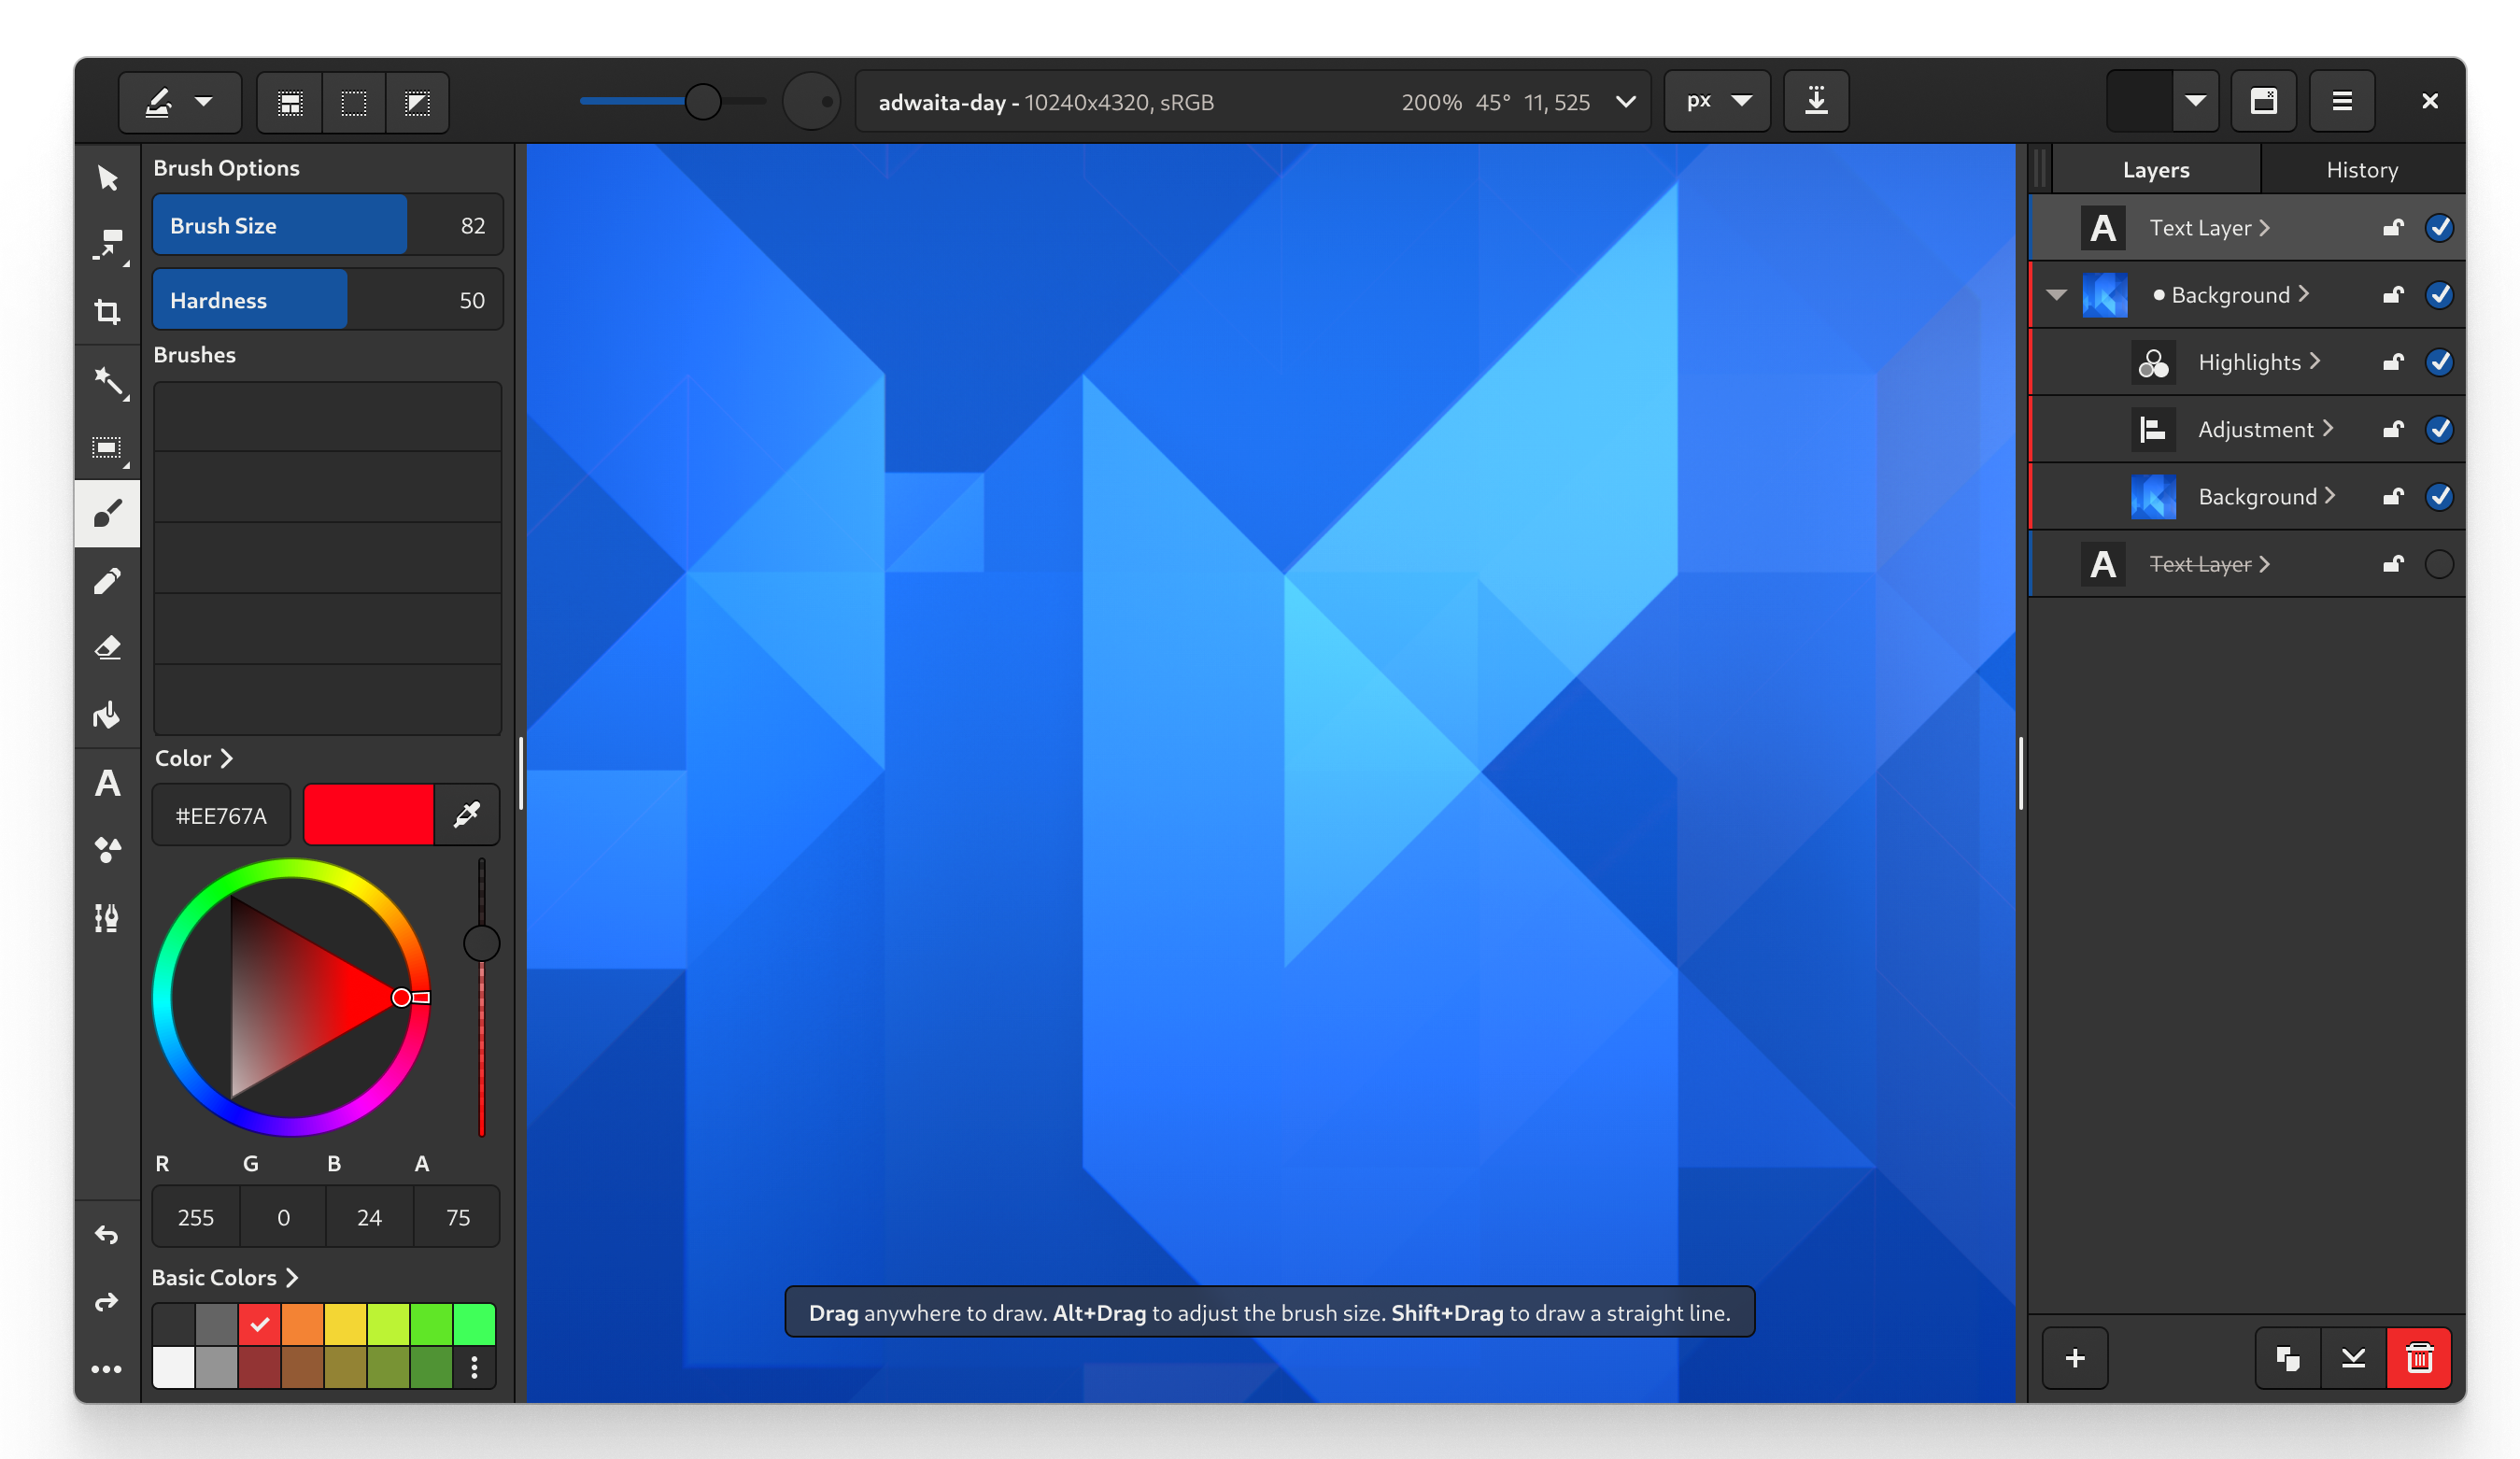 adwaita-day - 10240x4320, sRGB 200% 45° 11, 525
px
Brush Options
Brush Size 82
Hardness 50
Brushes
Color
#EE767A
R G B A
255 0 24 75
Basic Colors
A
Drag anywhere to draw. Alt+Drag to adjust the brush size. Shift+Drag to draw a straight line.
Layers History
A Text Layer
Background
Highlights
Adjustment
Background
A Text Layer